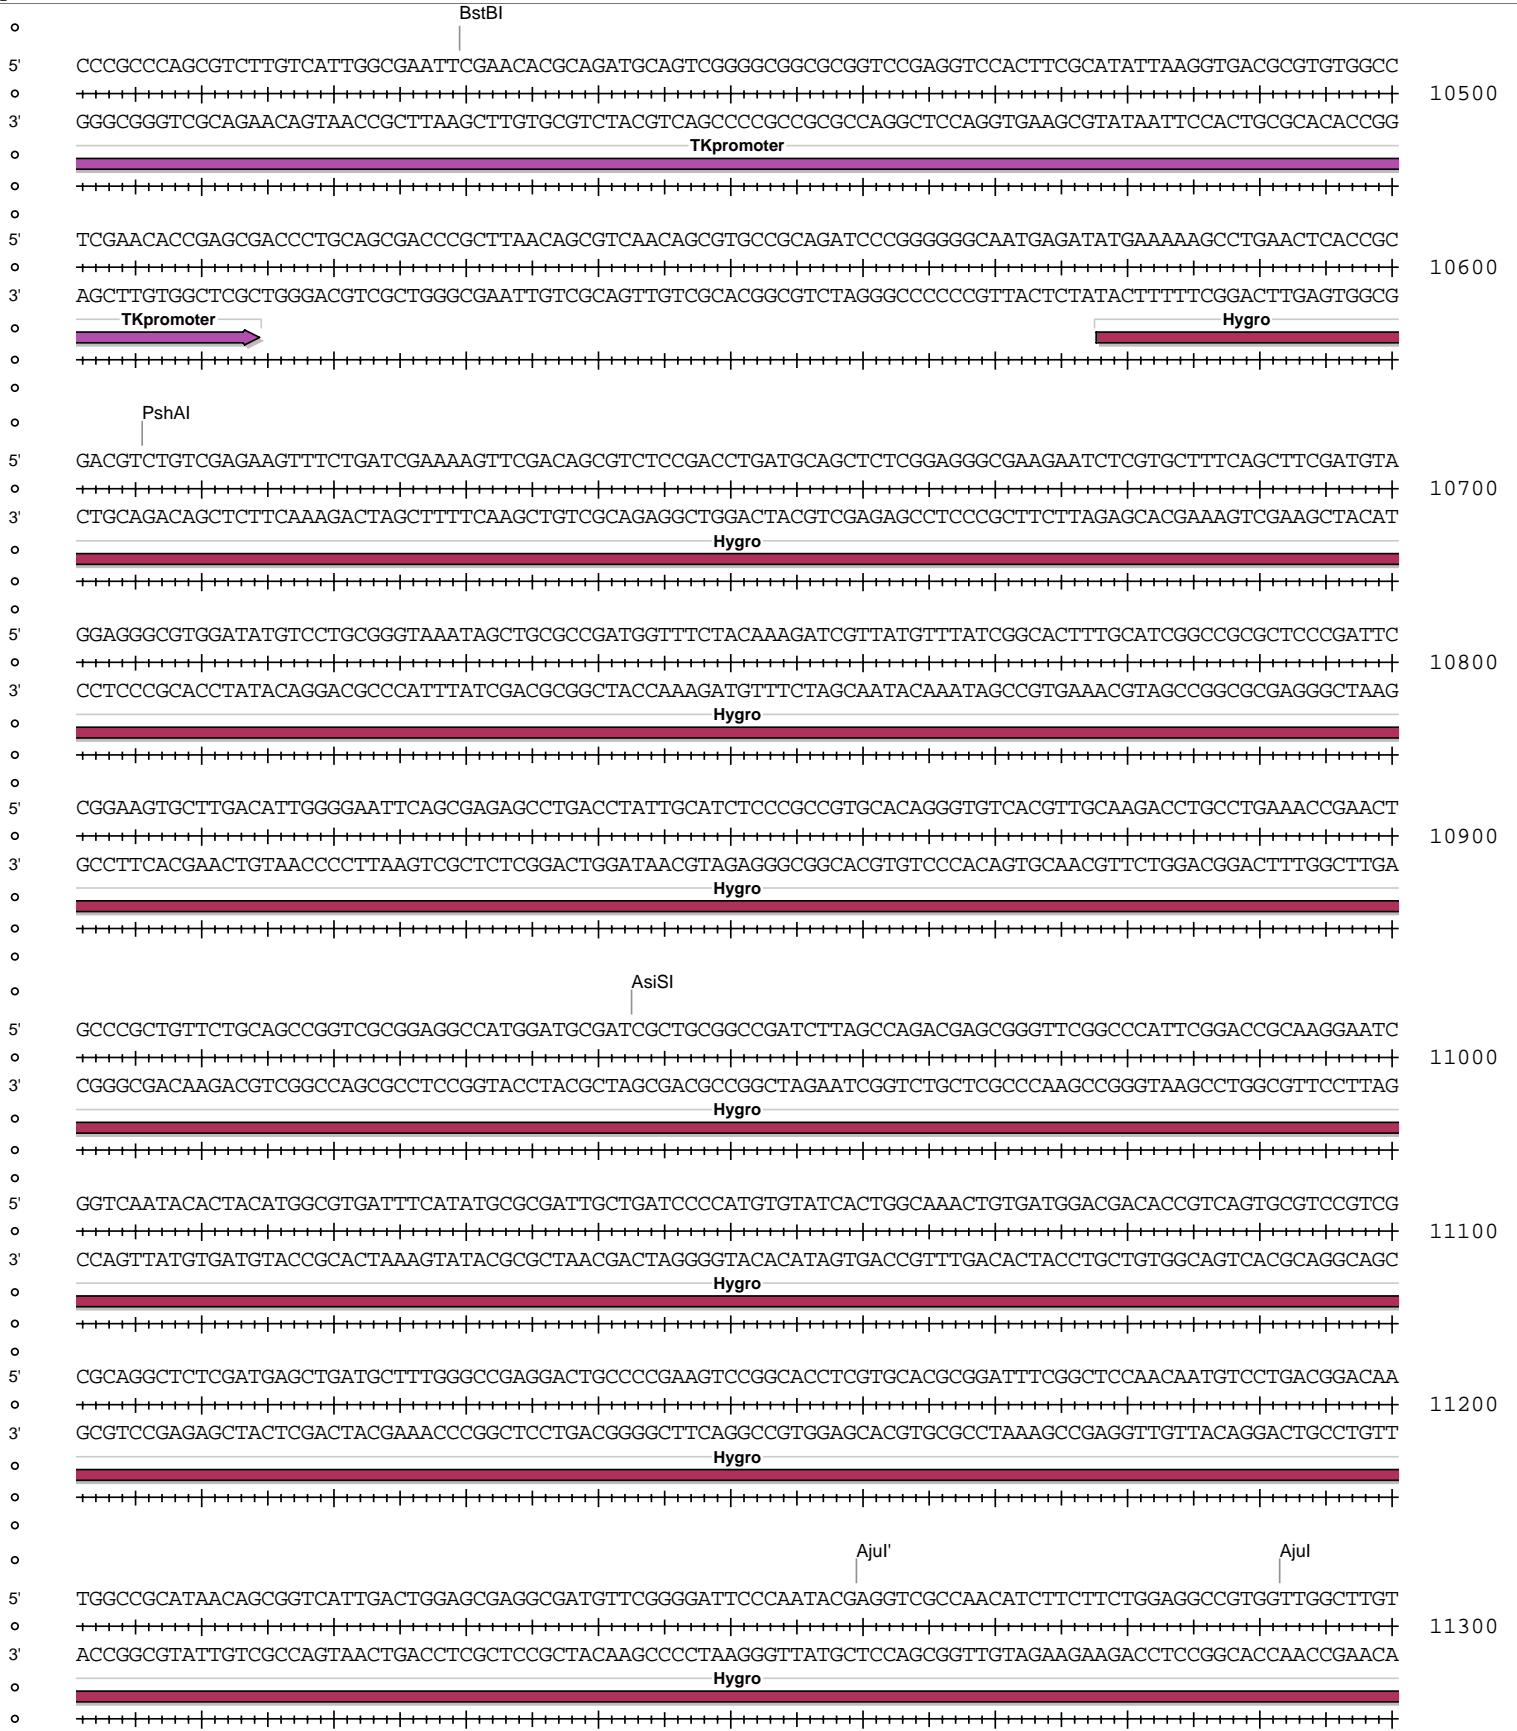 BstBI
5' CCCGCCCAGCGTCTTGTCATTGGCGAATTCGAACACGCAGATGCAGTCGGGGCGGCGCGGTCCGAGGTCCACTTCGCATATTAAGGTGACGCGTGTGGCC
10500
3' GGGCGGGTCGCAGAACAGTAACCGCTTAAGCTTGTGCGTCTACGTCAGCCCCGCCGCGCCAGGCTCCAGGTGAAGCGTATAATTCCACTGCGCACACCGG
TKpromoter
5' TCGAACACCGAGCGACCCTGCAGCGACCCGCTTAACAGCGTCAACAGCGTGCCGCAGATCCCGGGGGGCAATGAGATATGAAAAAGCCTGAACTCACCGC
10600
3' AGCTTGTGGCTCGCTGGGACGTCGCTGGGCGAATTGTCGCAGTTGTCGCACGGCGTCTAGGGCCCCCCGTTACTCTATACTTTTTCGGACTTGAGTGGCG
TKpromoter Hygro
PshAI
5' GACGTCTGTCGAGAAGTTTCTGATCGAAAAGTTCGACAGCGTCTCCGACCTGATGCAGCTCTCGGAGGGCGAAGAATCTCGTGCTTTCAGCTTCGATGTA
10700
3' CTGCAGACAGCTCTTCAAAGACTAGCTTTTCAAGCTGTCGCAGAGGCTGGACTACGTCGAGAGCCTCCCGCTTCTTAGAGCACGAAAGTCGAAGCTACAT
Hygro
5' GGAGGGCGTGGATATGTCCTGCGGGTAAATAGCTGCGCCGATGGTTTCTACAAAGATCGTTATGTTTATCGGCACTTTGCATCGGCCGCGCTCCCGATTC
10800
3' CCTCCCGCACCTATACAGGACGCCCATTTATCGACGCGGCTACCAAAGATGTTTCTAGCAATACAAATAGCCGTGAAACGTAGCCGGCGCGAGGGCTAAG
Hygro
5' CGGAAGTGCTTGACATTGGGGAATTCAGCGAGAGCCTGACCTATTGCATCTCCCGCCGTGCACAGGGTGTCACGTTGCAAGACCTGCCTGAAACCGAACT
10900
3' GCCTTCACGAACTGTAACCCCTTAAGTCGCTCTCGGACTGGATAACGTAGAGGGCGGCACGTGTCCCACAGTGCAACGTTCTGGACGGACTTTGGCTTGA
Hygro
AsiSI
5' GCCCGCTGTTCTGCAGCCGGTCGCGGAGGCCATGGATGCGATCGCTGCGGCCGATCTTAGCCAGACGAGCGGGTTCGGCCCATTCGGACCGCAAGGAATC
11000
3' CGGGCGACAAGACGTCGGCCAGCGCCTCCGGTACCTACGCTAGCGACGCCGGCTAGAATCGGTCTGCTCGCCCAAGCCGGGTAAGCCTGGCGTTCCTTAG
Hygro
5' GGTCAATACACTACATGGCGTGATTTCATATGCGCGATTGCTGATCCCCATGTGTATCACTGGCAAACTGTGATGGACGACACCGTCAGTGCGTCCGTCG
11100
3' CCAGTTATGTGATGTACCGCACTAAAGTATACGCGCTAACGACTAGGGGTACACATAGTGACCGTTTGACACTACCTGCTGTGGCAGTCACGCAGGCAGC
Hygro
5' CGCAGGCTCTCGATGAGCTGATGCTTTGGGCCGAGGACTGCCCCGAAGTCCGGCACCTCGTGCACGCGGATTTCGGCTCCAACAATGTCCTGACGGACAA
11200
3' GCGTCCGAGAGCTACTCGACTACGAAACCCGGCTCCTGACGGGGCTTCAGGCCGTGGAGCACGTGCGCCTAAAGCCGAGGTTGTTACAGGACTGCCTGTT
Hygro
AjuI' AjuI
5' TGGCCGCATAACAGCGGTCATTGACTGGAGCGAGGCGATGTTCGGGGATTCCCAATACGAGGTCGCCAACATCTTCTTCTGGAGGCCGTGGTTGGCTTGT
11300
3' ACCGGCGTATTGTCGCCAGTAACTGACCTCGCTCCGCTACAAGCCCCTAAGGGTTATGCTCCAGCGGTTGTAGAAGAAGACCTCCGGCACCAACCGAACA
Hygro